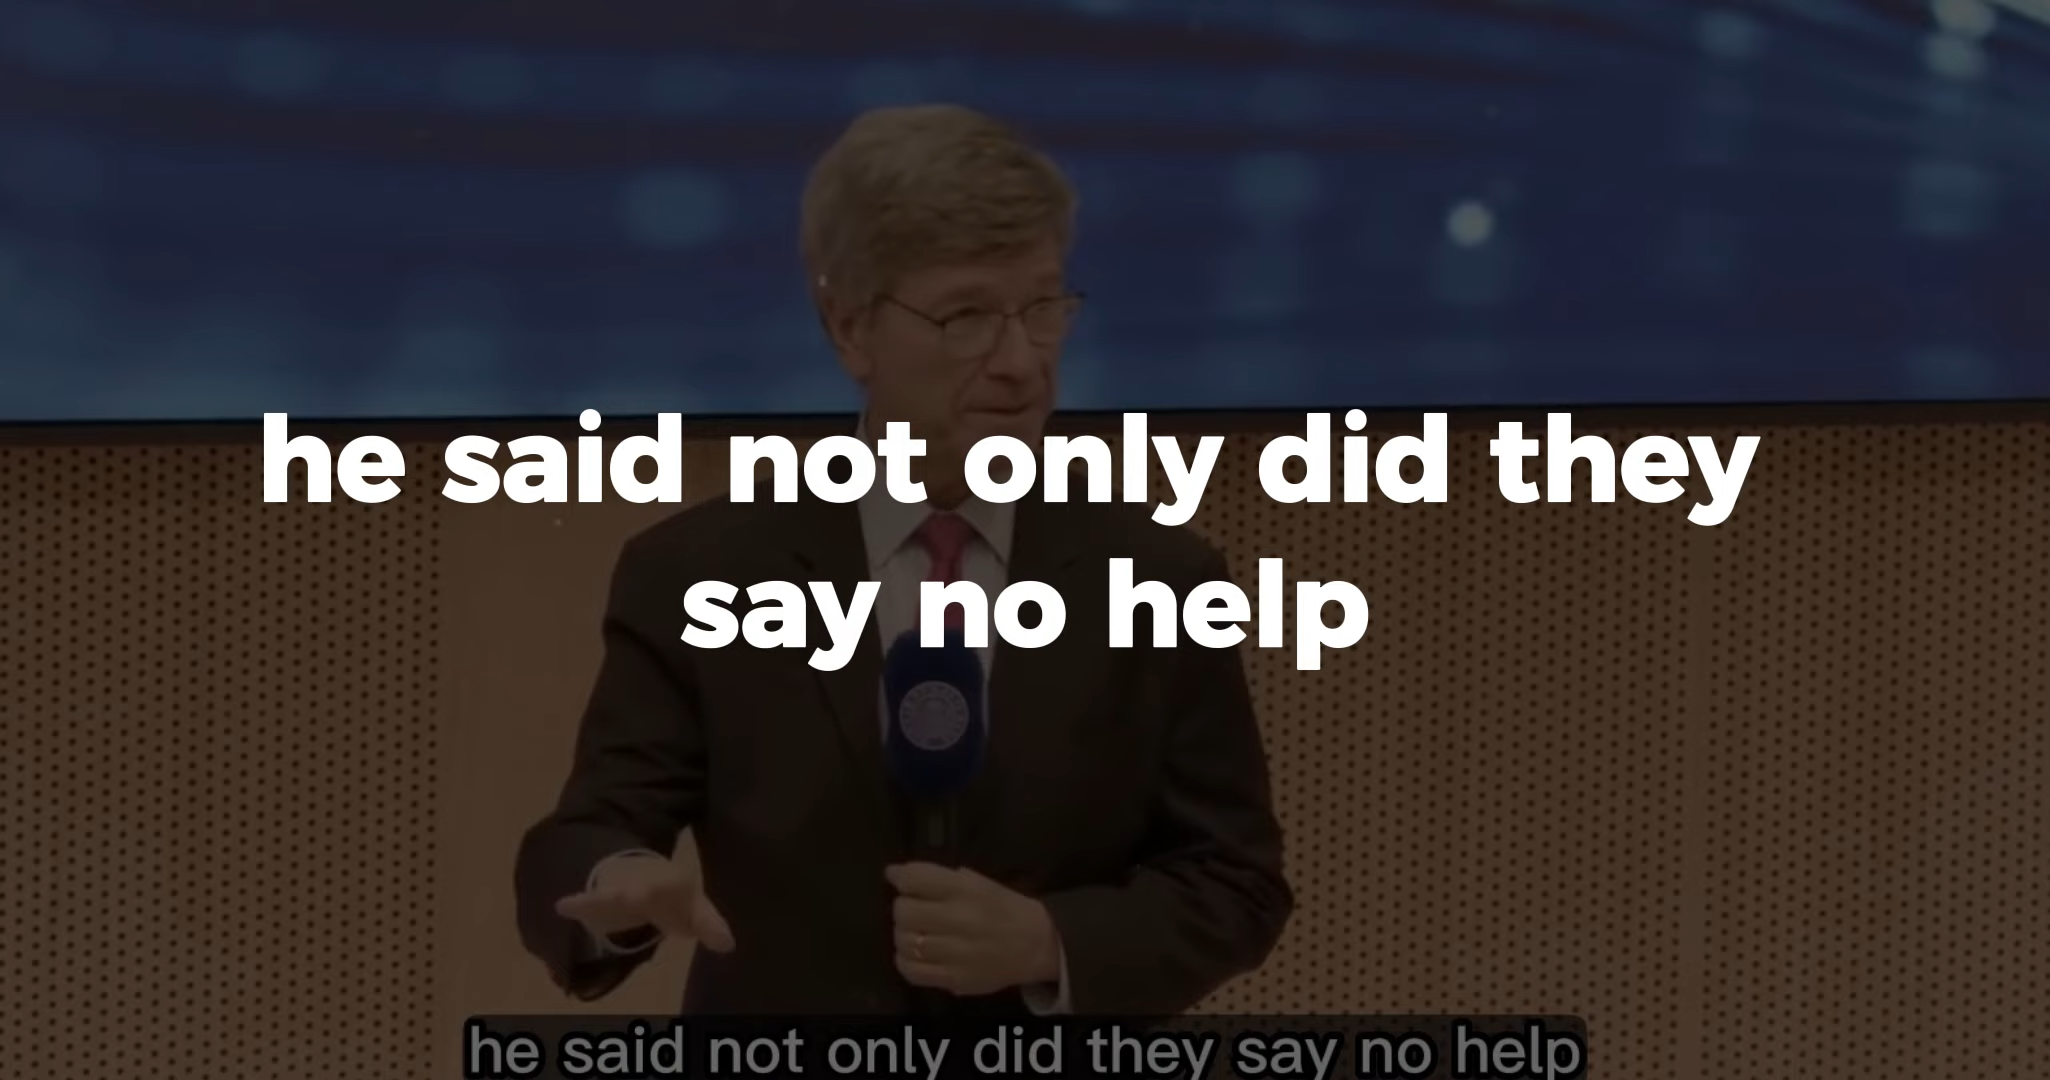 he said not only did they
say no help
he said not only did they say no help